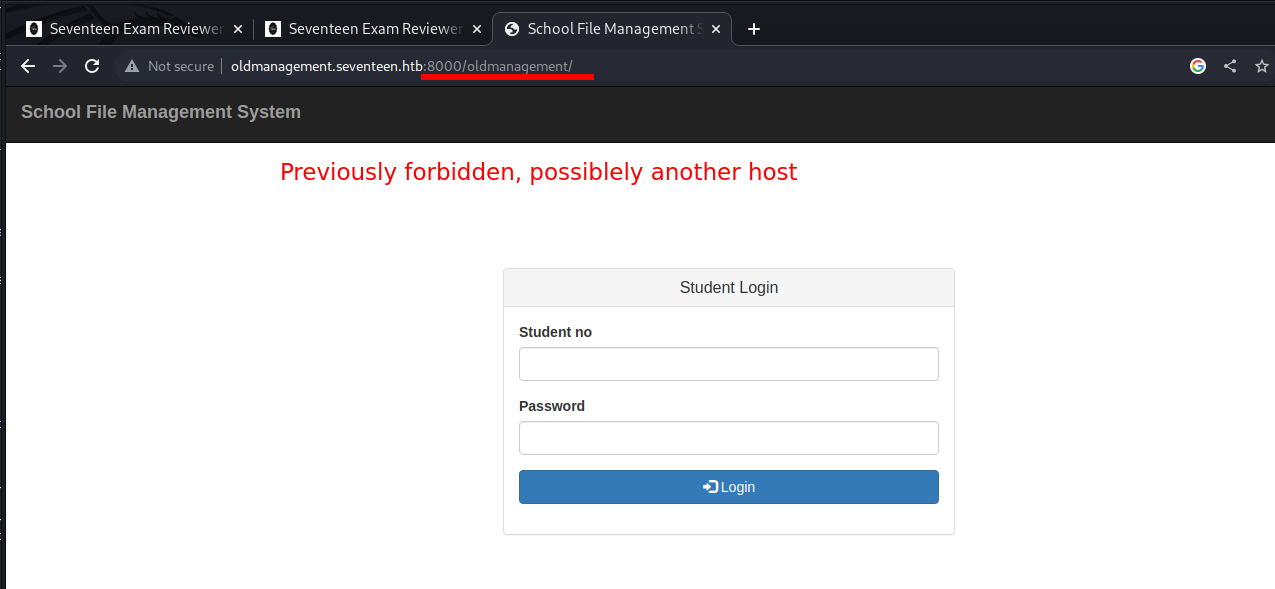 Seventeen Exam Reviewer
Seventeen Exam Reviewer
School File Management S
Not secure
oldmanagement.seventeen.htb:8000/oldmanagement/
School File Management System
Previously forbidden, possiblely another host
Student Login
Student no
Password
Login